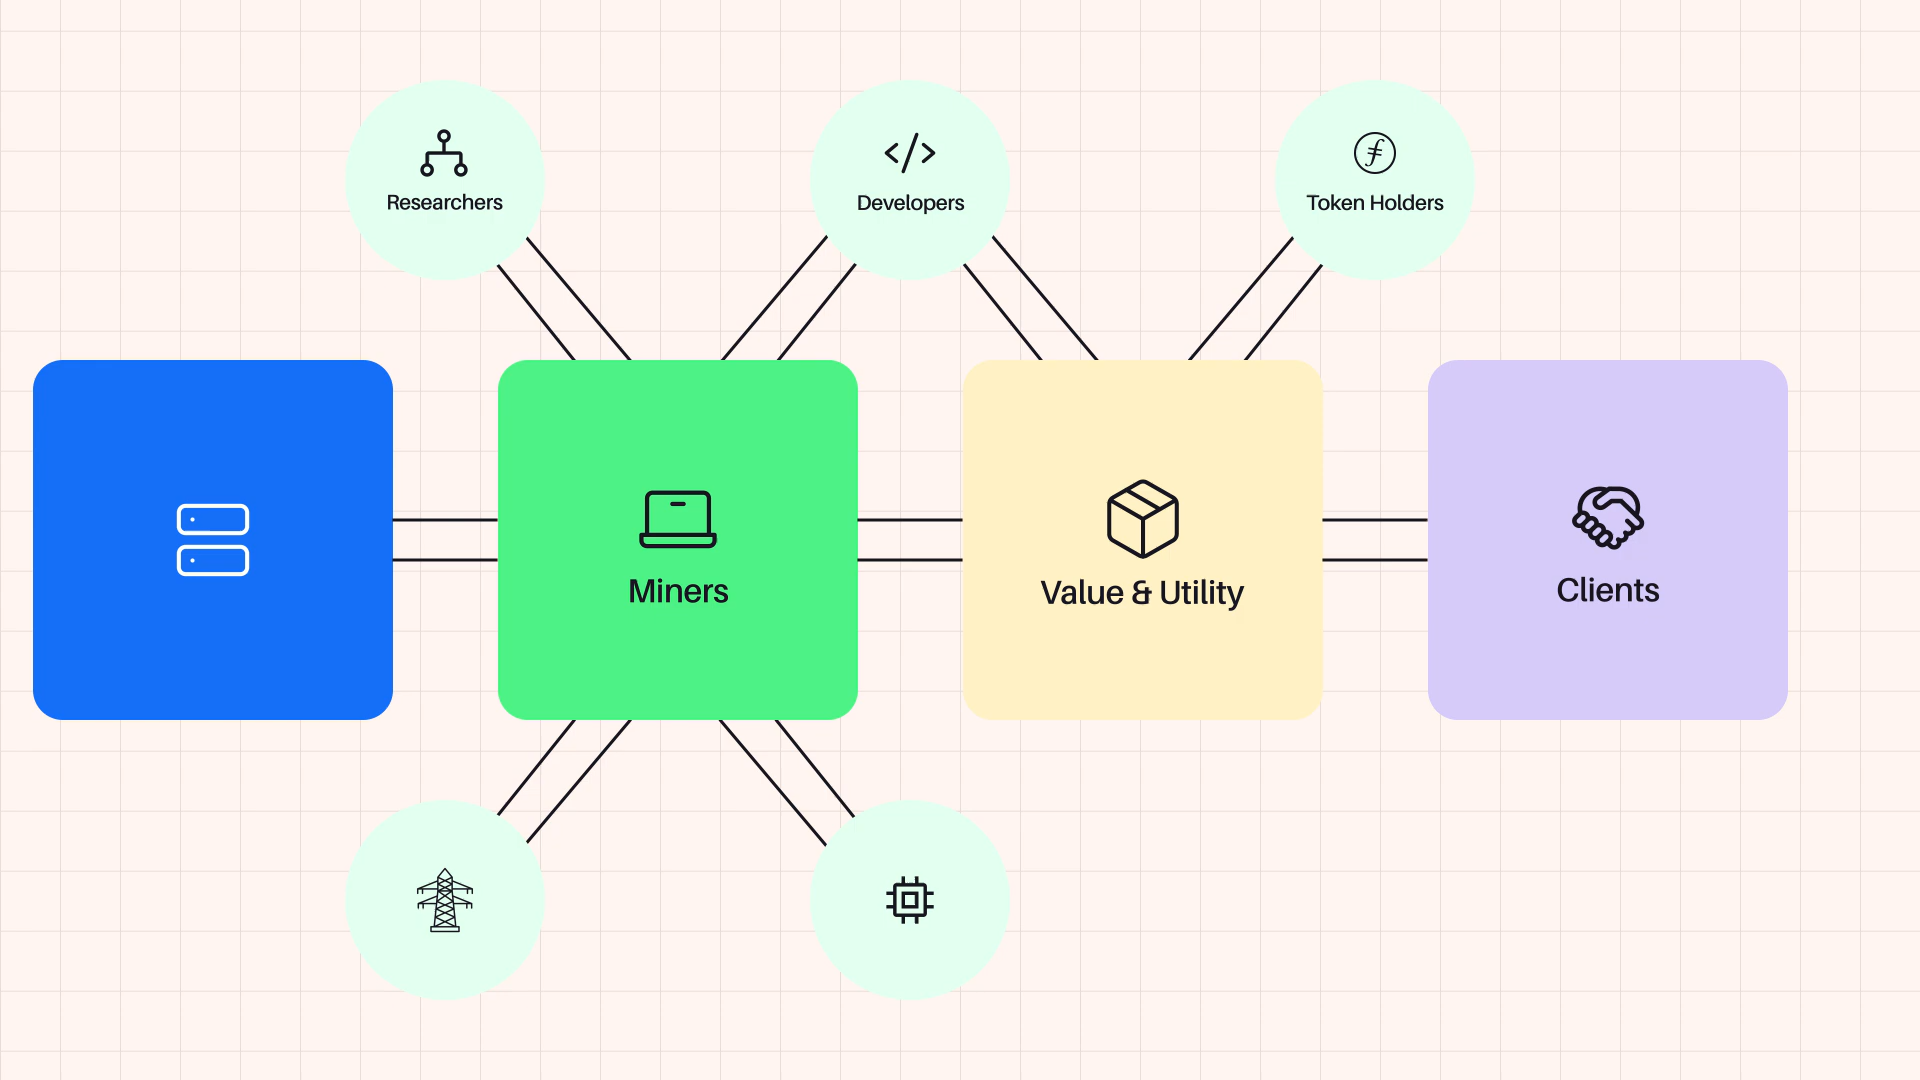 Researchers
Developers
Token Holders
Miners
Value & Utility
Clients